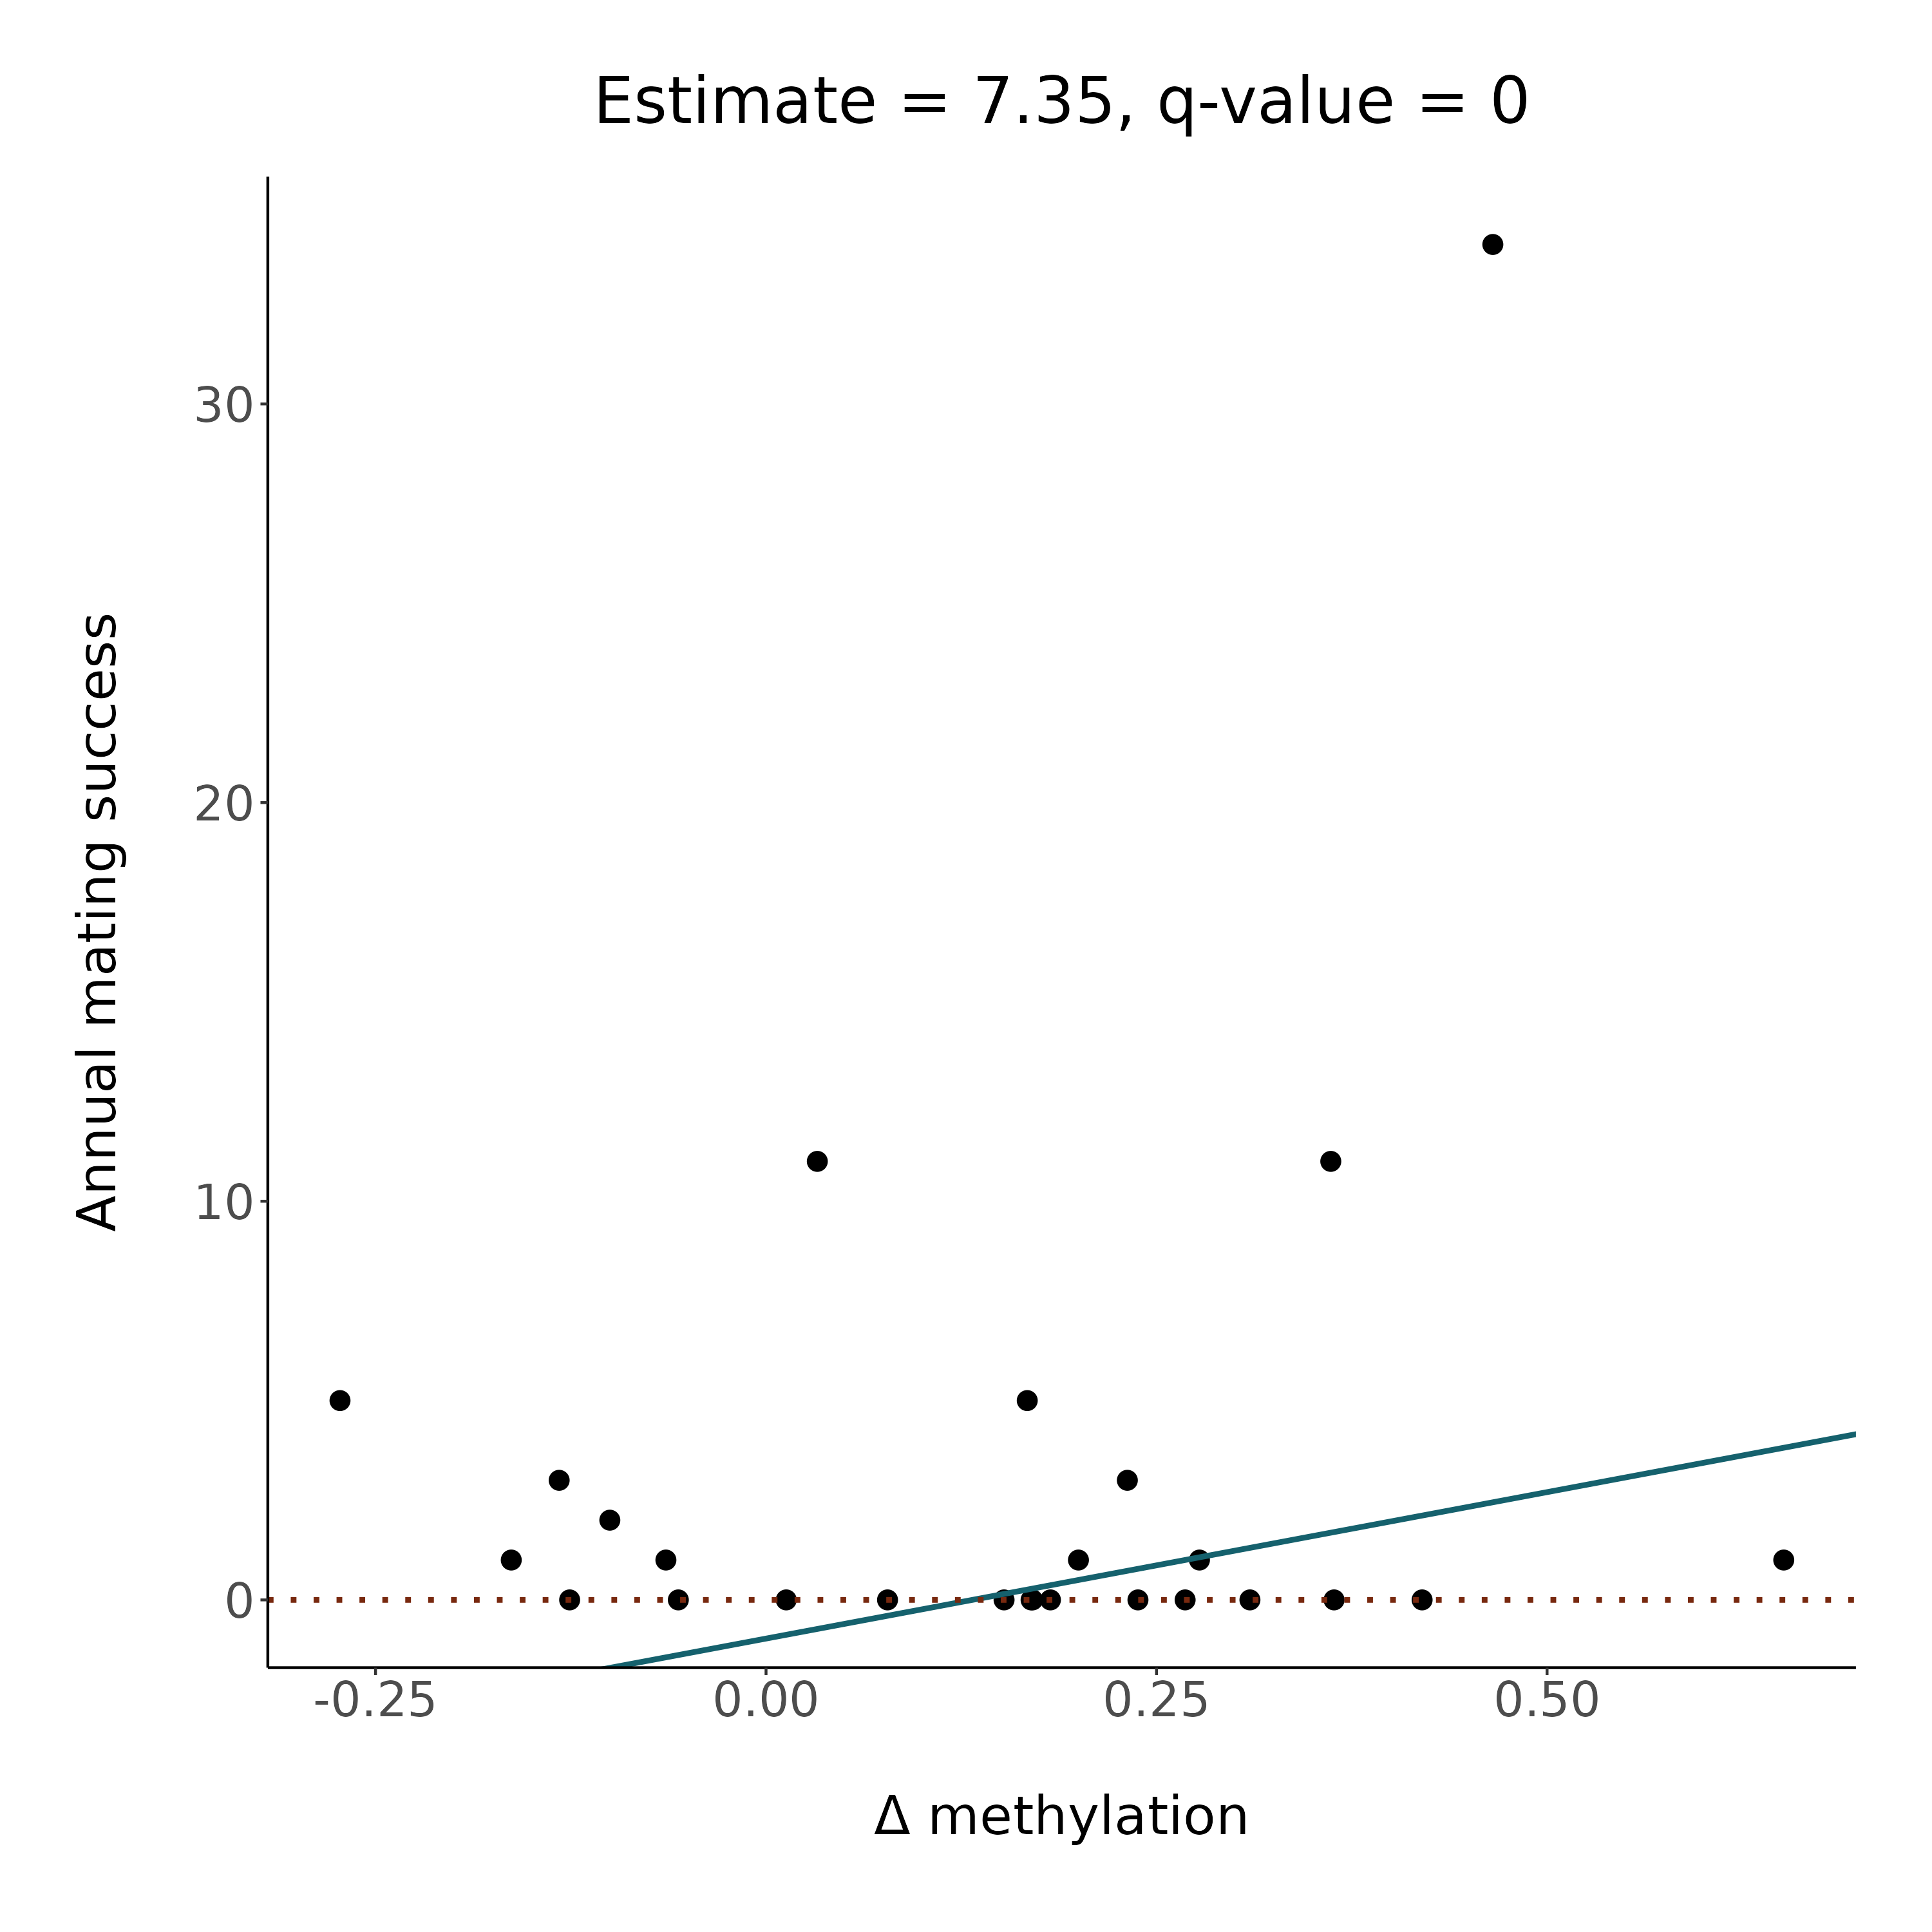 Estimate = 7.35, q-value = 0
Annual mating success
30
20
10
0
-0.25
0.00
0.25
0.50
Δ methylation